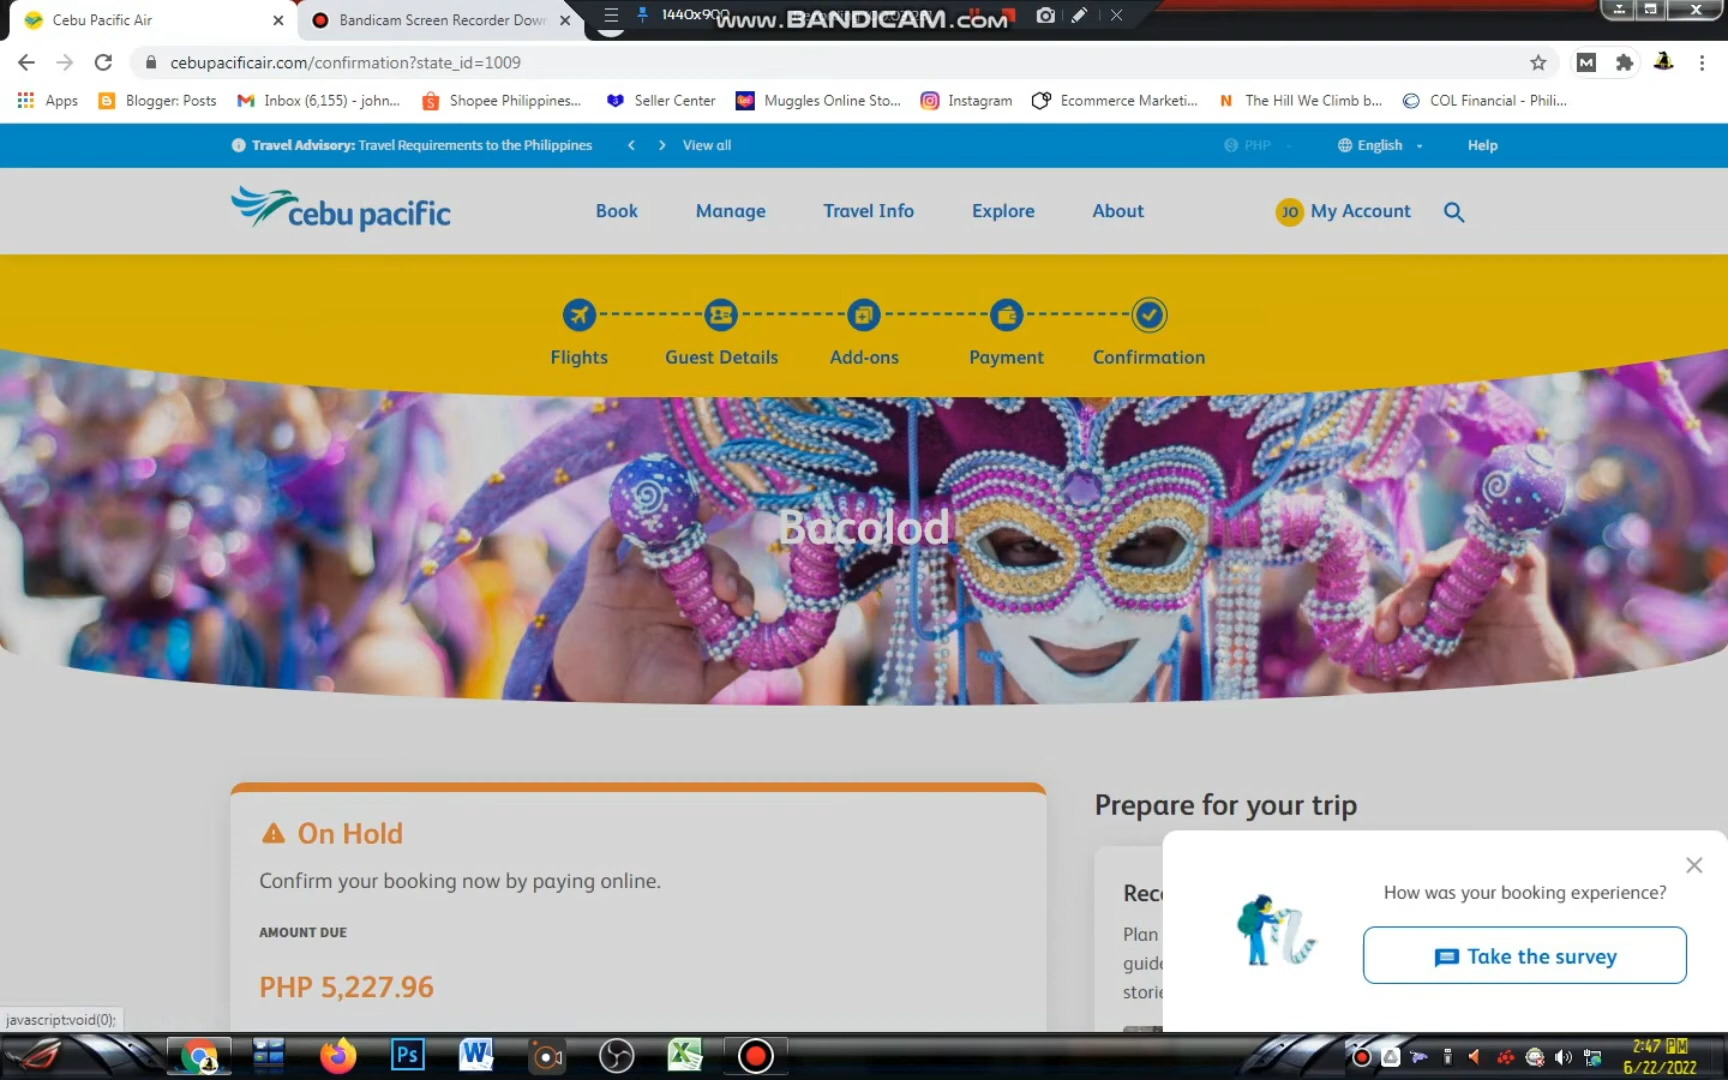 Cebu Pacific Air
Bandicam Screen Recorder Dow
1440x900
www.BANDICAM.com
cebupacificair.com/confirmation?state_id=1009
Apps
Blogger: Posts
Inbox (6,155) - john...
Shopee Philippines...
Seller Center
Muggles Online Sto...
Instagram
Ecommerce Marketi...
The Hill We Climb b...
COL Financial - Phili...
Travel Advisory: Travel Requirements to the Philippines
View all
PHP
English
Help
cebu pacific
Book
Manage
Travel Info
Explore
About
JO
My Account
Flights
Guest Details
Add-ons
Payment
Confirmation
Bacolod
On Hold
Confirm your booking now by paying online.
AMOUNT DUE
PHP 5,227.96
Prepare for your trip
Rec
Plan
guide
storie
How was your booking experience?
Take the survey
javascript:void(0);
Ps
2:47 PM
6/22/2022